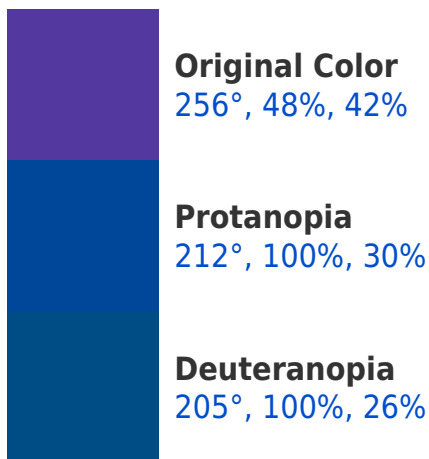 Original Color
256°, 48%, 42%
Protanopia
212°, 100%, 30%
Deuteranopia
205°, 100%, 26%